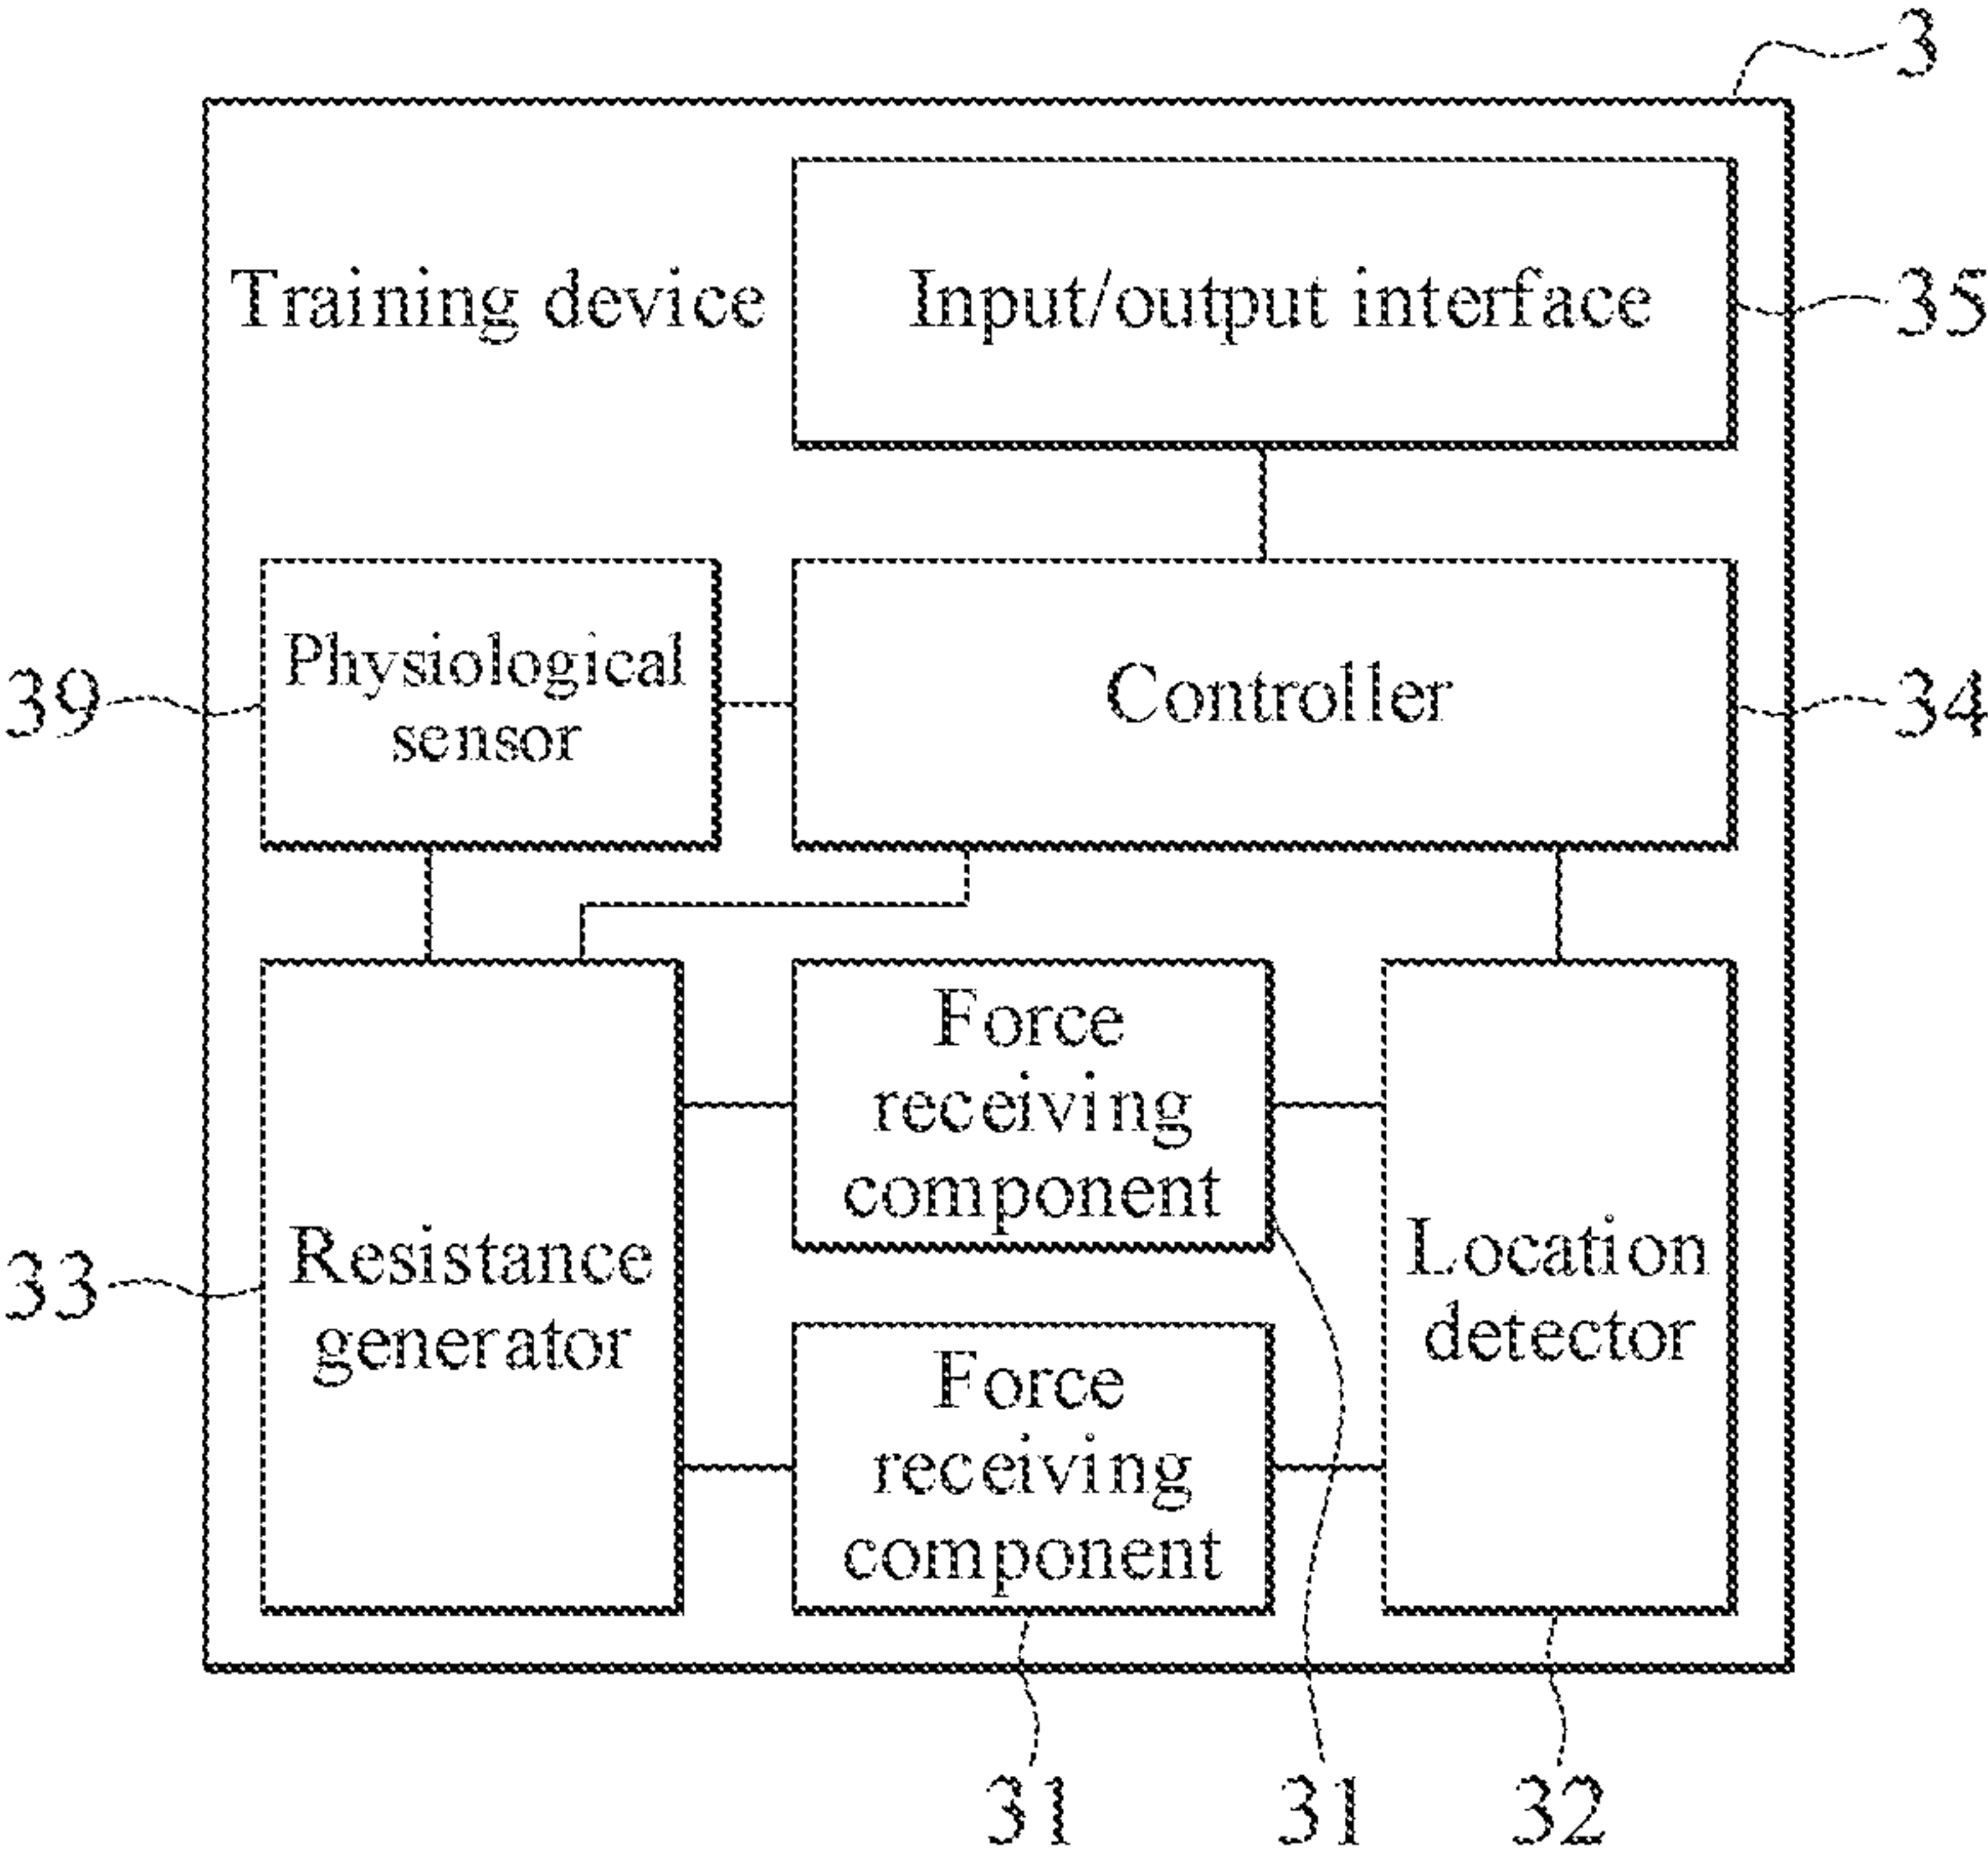 3
Training device
Input/output interface
35
Physiological
sensor
39
Controller
34
Force
receiving
component
Resistance
generator
33
Location
detector
Force
receiving
component
31
31
32